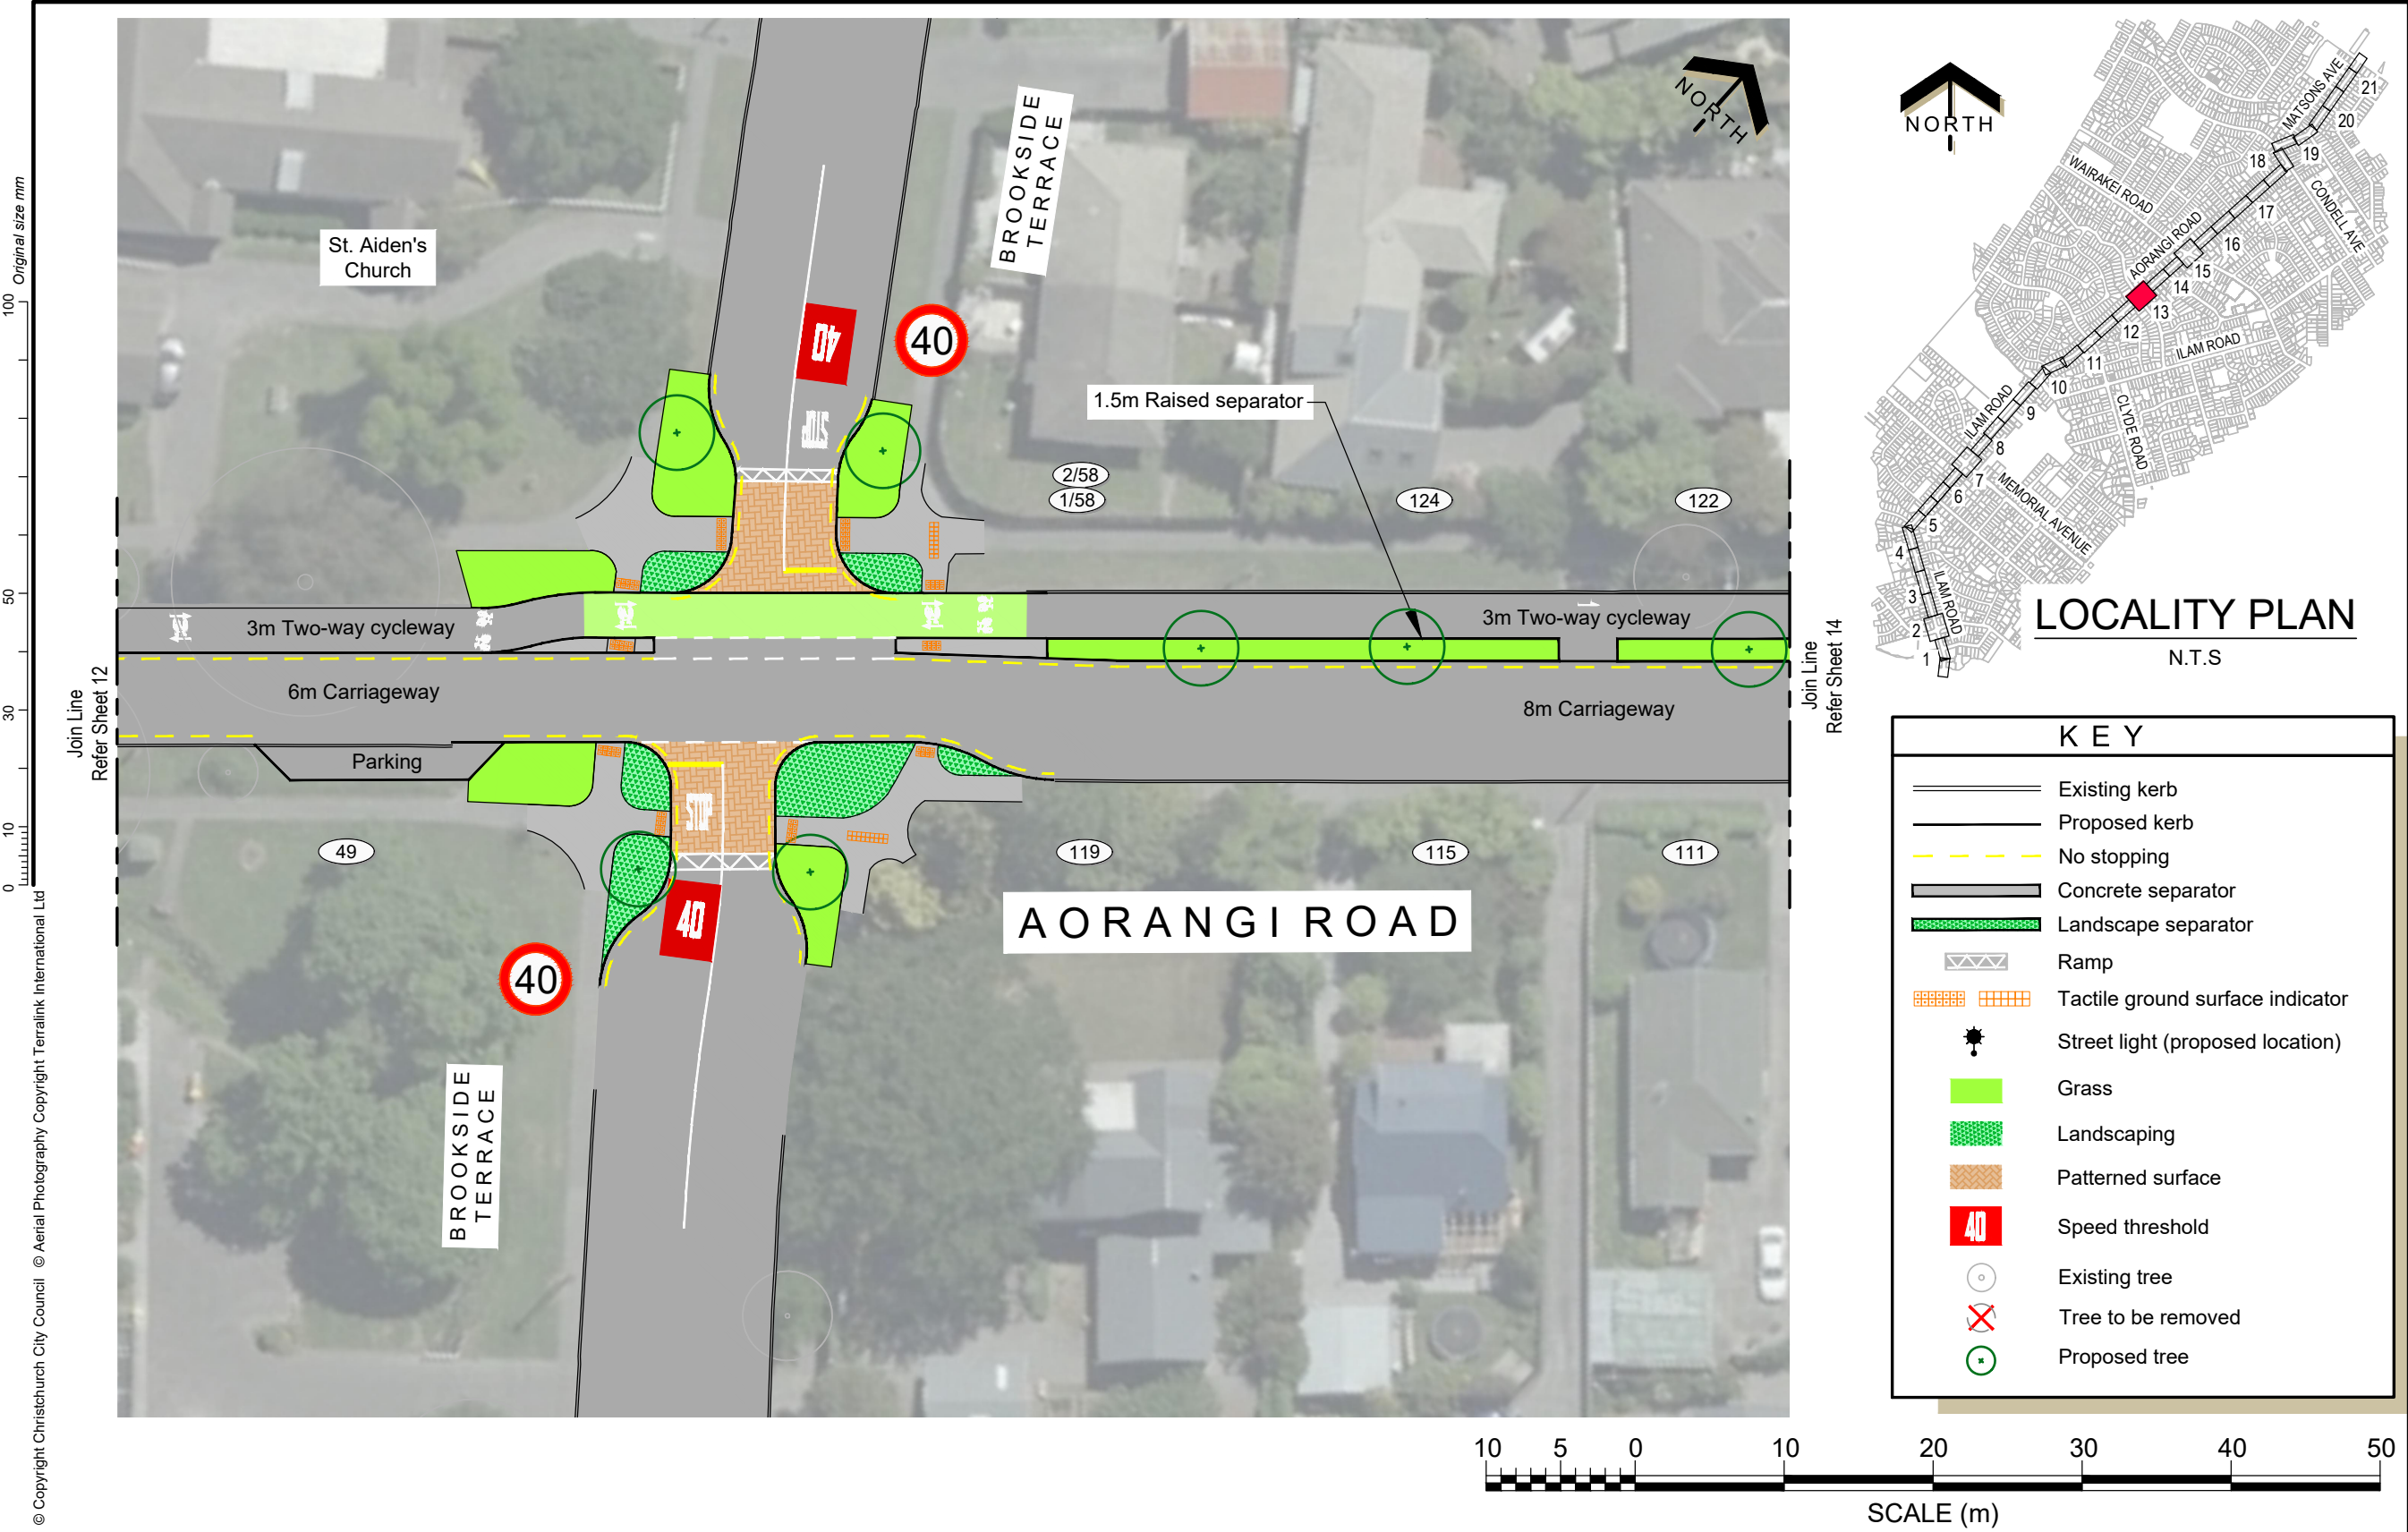 Original size mm
100
50
30
10
0
© Copyright Christchurch City Council © Aerial Photography Copyright Terralink International Ltd
St. Aiden's
Church
BROOKSIDE
TERRACE
NORTH
40
40
STOP
1.5m Raised separator
2/58
1/58
124
122
3m Two-way cycleway
3m Two-way cycleway
Join Line
Refer Sheet 12
Join Line
Refer Sheet 14
6m Carriageway
8m Carriageway
Parking
STOP
49
119
115
111
40
40
AORANGI ROAD
BROOKSIDE
TERRACE
NORTH
MATSONS AVE
WAIRAKEI ROAD
CONDELL AVE
AORANGI ROAD
ILAM ROAD
ILAM ROAD
CLYDE ROAD
MEMORIAL AVENUE
ILAM ROAD
21
20
19
18
17
16
15
14
13
12
11
10
9
8
7
6
5
4
3
2
1
LOCALITY PLAN
N.T.S
KEY
Existing kerb
Proposed kerb
No stopping
Concrete separator
Landscape separator
Ramp
Tactile ground surface indicator
Street light (proposed location)
Grass
Landscaping
Patterned surface
40 Speed threshold
Existing tree
Tree to be removed
Proposed tree
10 5 0 10 20 30 40 50
SCALE (m)